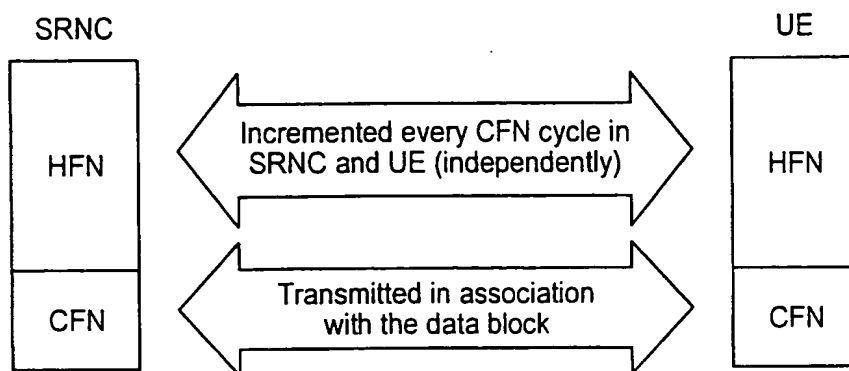 SRNC
UE
HFN
Incremented every CFN cycle in
SRNC and UE (independently)
HFN
CFN
Transmitted in association
with the data block
CFN